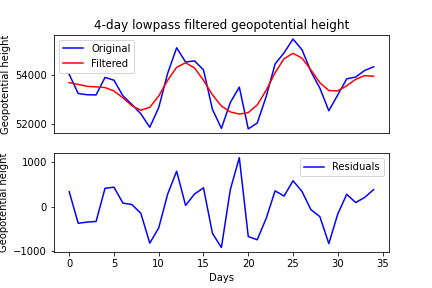 4-day lowpass filtered geopotential height
Geopotential height
54000
52000
Original
Filtered
Geopotential height
1000
0
−1000
Residuals
0 5 10 15 20 25 30 35
Days